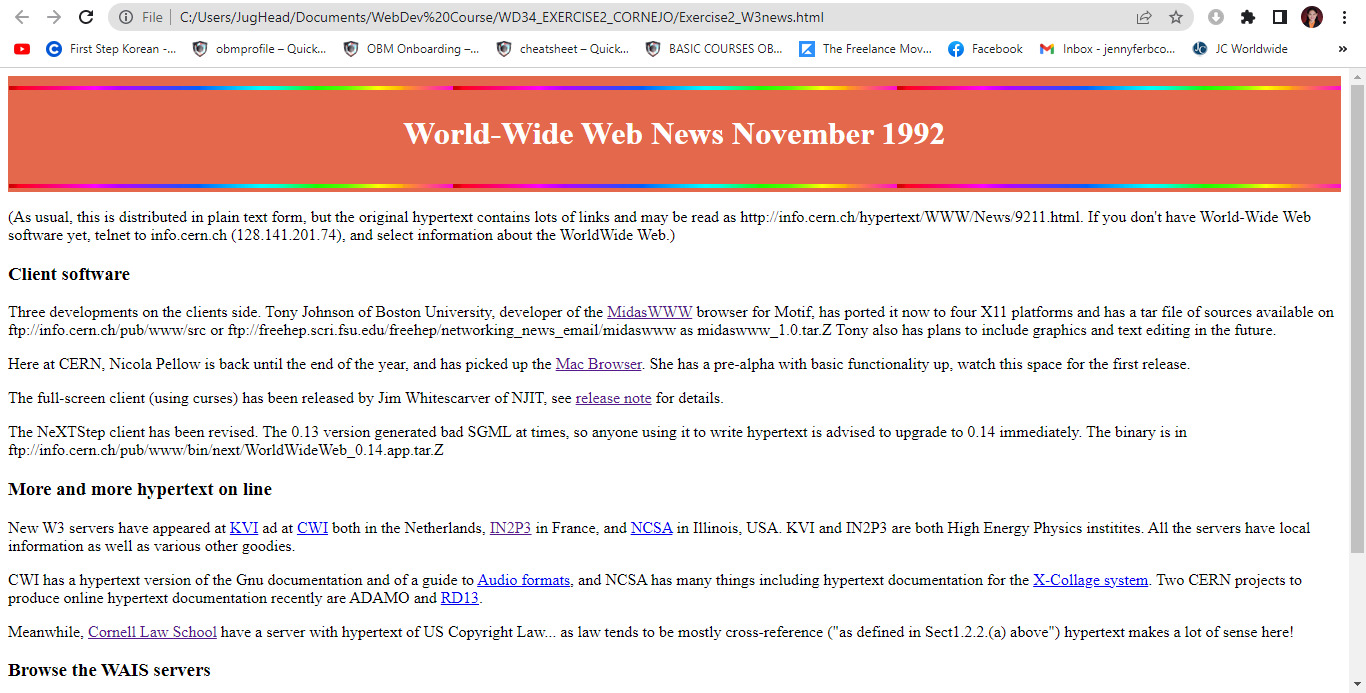 File C:/Users/JugHead/Documents/WebDev%20Course/WD34_EXERCISE2_CORNEJO/Exercise2_W3news.html
First Step Korean -... obmprofile – Quick... OBM Onboarding –... cheatsheet – Quick... BASIC COURSES OB... The Freelance Mov... Facebook Inbox - jennyferbco... JC Worldwide »
World-Wide Web News November 1992
(As usual, this is distributed in plain text form, but the original hypertext contains lots of links and may be read as http://info.cern.ch/hypertext/WWW/News/9211.html. If you don't have World-Wide Web
software yet, telnet to info.cern.ch (128.141.201.74), and select information about the WorldWide Web.)
Client software
Three developments on the clients side. Tony Johnson of Boston University, developer of the MidasWWW browser for Motif, has ported it now to four X11 platforms and has a tar file of sources available on
ftp://info.cern.ch/pub/www/src or ftp://freehep.scri.fsu.edu/freehep/networking_news_email/midaswww as midaswww_1.0.tar.Z Tony also has plans to include graphics and text editing in the future.
Here at CERN, Nicola Pellow is back until the end of the year, and has picked up the Mac Browser. She has a pre-alpha with basic functionality up, watch this space for the first release.
The full-screen client (using curses) has been released by Jim Whitescarver of NJIT, see release note for details.
The NeXTStep client has been revised. The 0.13 version generated bad SGML at times, so anyone using it to write hypertext is advised to upgrade to 0.14 immediately. The binary is in
ftp://info.cern.ch/pub/www/bin/next/WorldWideWeb_0.14.app.tar.Z
More and more hypertext on line
New W3 servers have appeared at KVI ad at CWI both in the Netherlands, IN2P3 in France, and NCSA in Illinois, USA. KVI and IN2P3 are both High Energy Physics institites. All the servers have local
information as well as various other goodies.
CWI has a hypertext version of the Gnu documentation and of a guide to Audio formats, and NCSA has many things including hypertext documentation for the X-Collage system. Two CERN projects to
produce online hypertext documentation recently are ADAMO and RD13.
Meanwhile, Cornell Law School have a server with hypertext of US Copyright Law... as law tends to be mostly cross-reference ("as defined in Sect1.2.2.(a) above") hypertext makes a lot of sense here!
Browse the WAIS servers